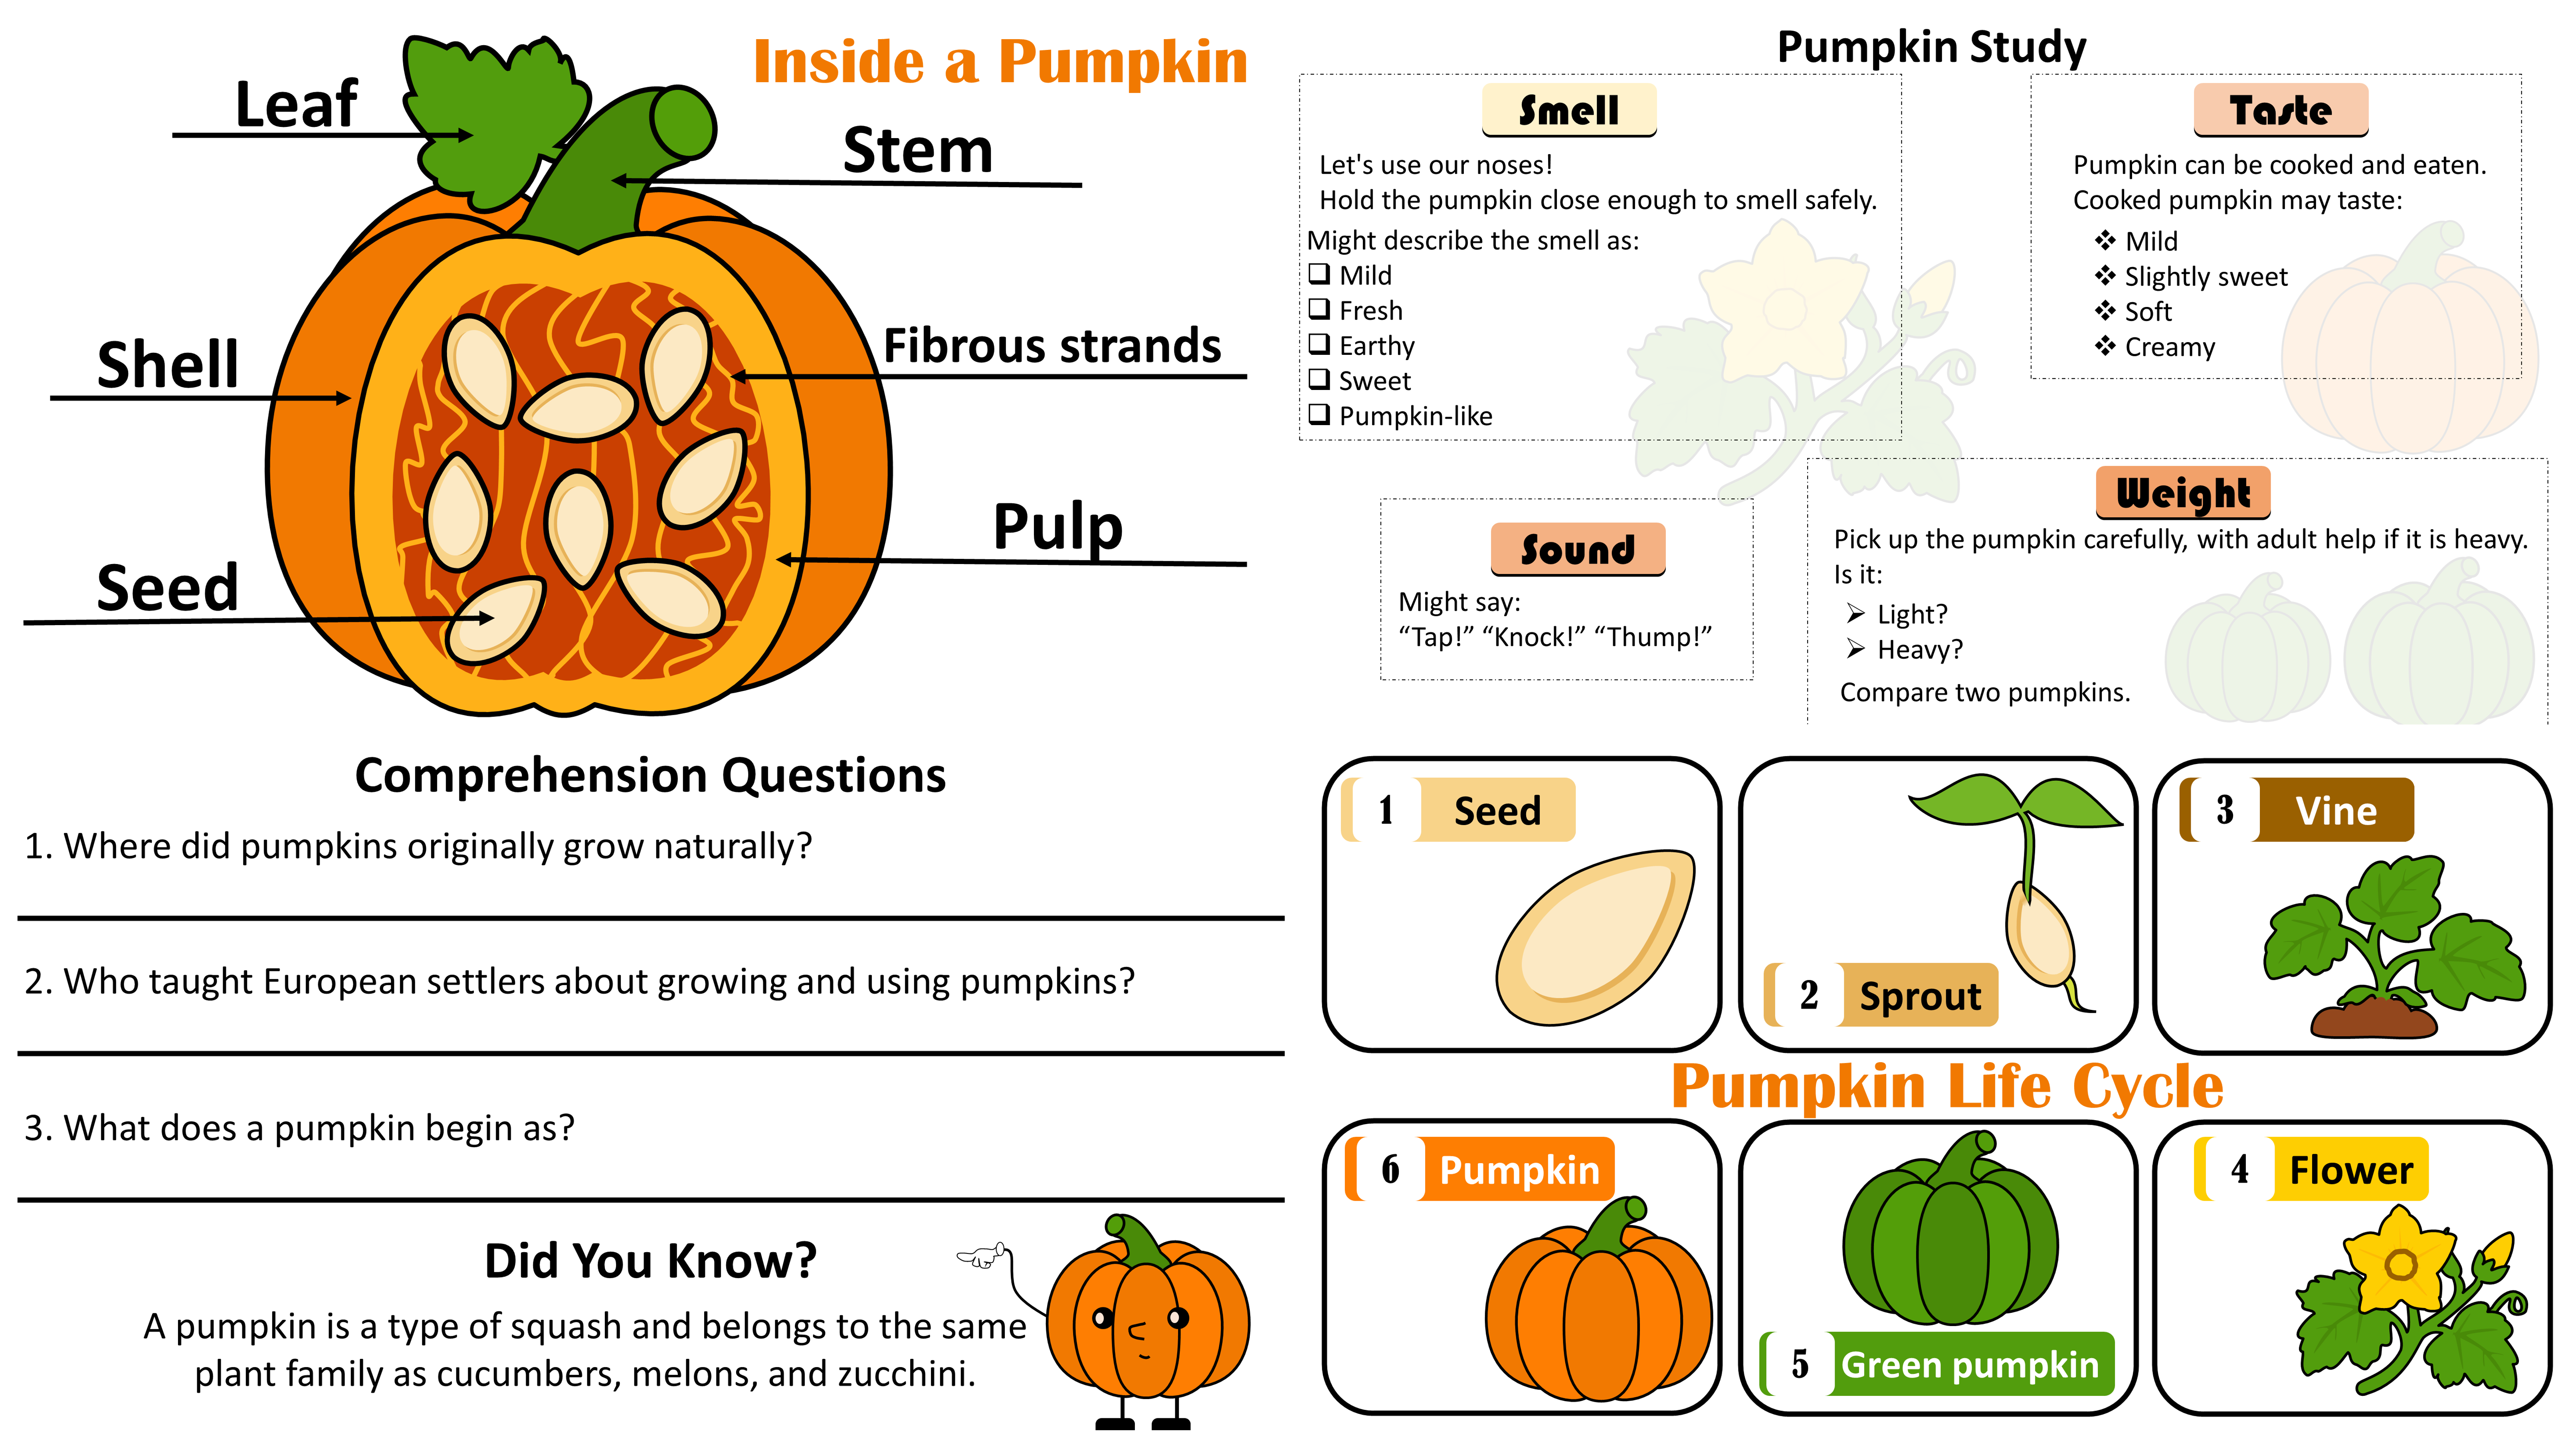 Inside a Pumpkin
Leaf
Stem
Shell
Fibrous strands
Pulp
Seed
Pumpkin Study
Smell
Let's use our noses!
Hold the pumpkin close enough to smell safely.
Might describe the smell as:
Mild
Fresh
Earthy
Sweet
Pumpkin-like
Taste
Pumpkin can be cooked and eaten.
Cooked pumpkin may taste:
Mild
Slightly sweet
Soft
Creamy
Sound
Might say:
“Tap!” “Knock!” “Thump!”
Weight
Pick up the pumpkin carefully, with adult help if it is heavy.
Is it:
Light?
Heavy?
Compare two pumpkins.
Comprehension Questions
1. Where did pumpkins originally grow naturally?
2. Who taught European settlers about growing and using pumpkins?
3. What does a pumpkin begin as?
Did You Know?
A pumpkin is a type of squash and belongs to the same
plant family as cucumbers, melons, and zucchini.
1 Seed
2 Sprout
3 Vine
Pumpkin Life Cycle
6 Pumpkin
5 Green pumpkin
4 Flower